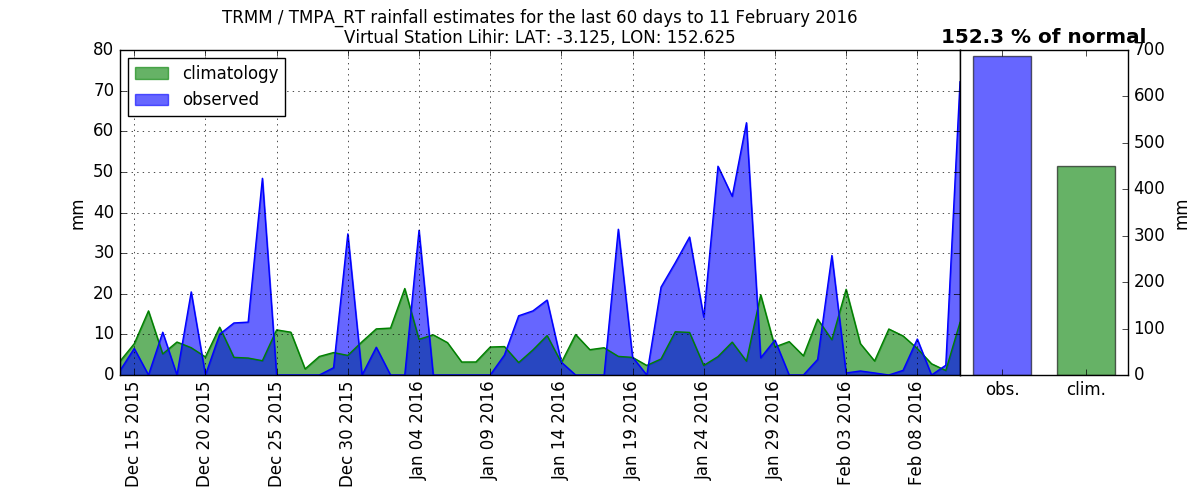 TRMM / TMPA_RT rainfall estimates for the last 60 days to 11 February 2016
Virtual Station Lihir: LAT: -3.125, LON: 152.625
152.3 % of normal
climatology
observed
80
70
60
50
40
30
20
10
0
mm
Dec 15 2015
Dec 20 2015
Dec 25 2015
Dec 30 2015
Jan 04 2016
Jan 09 2016
Jan 14 2016
Jan 19 2016
Jan 24 2016
Jan 29 2016
Feb 03 2016
Feb 08 2016
obs.
clim.
700
600
500
400
300
200
100
0
mm